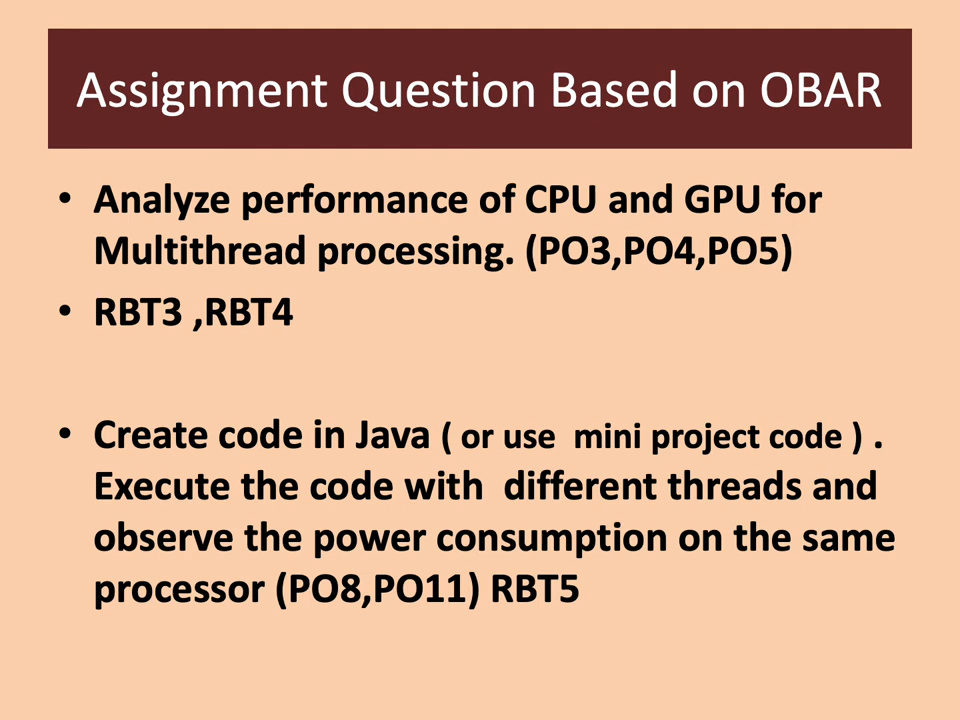 Assignment Question Based on OBAR
• Analyze performance of CPU and GPU for
Multithread processing. (PO3,PO4,PO5)
• RBT3 ,RBT4
• Create code in Java ( or use mini project code ) .
Execute the code with different threads and
observe the power consumption on the same
processor (PO8,PO11) RBT5